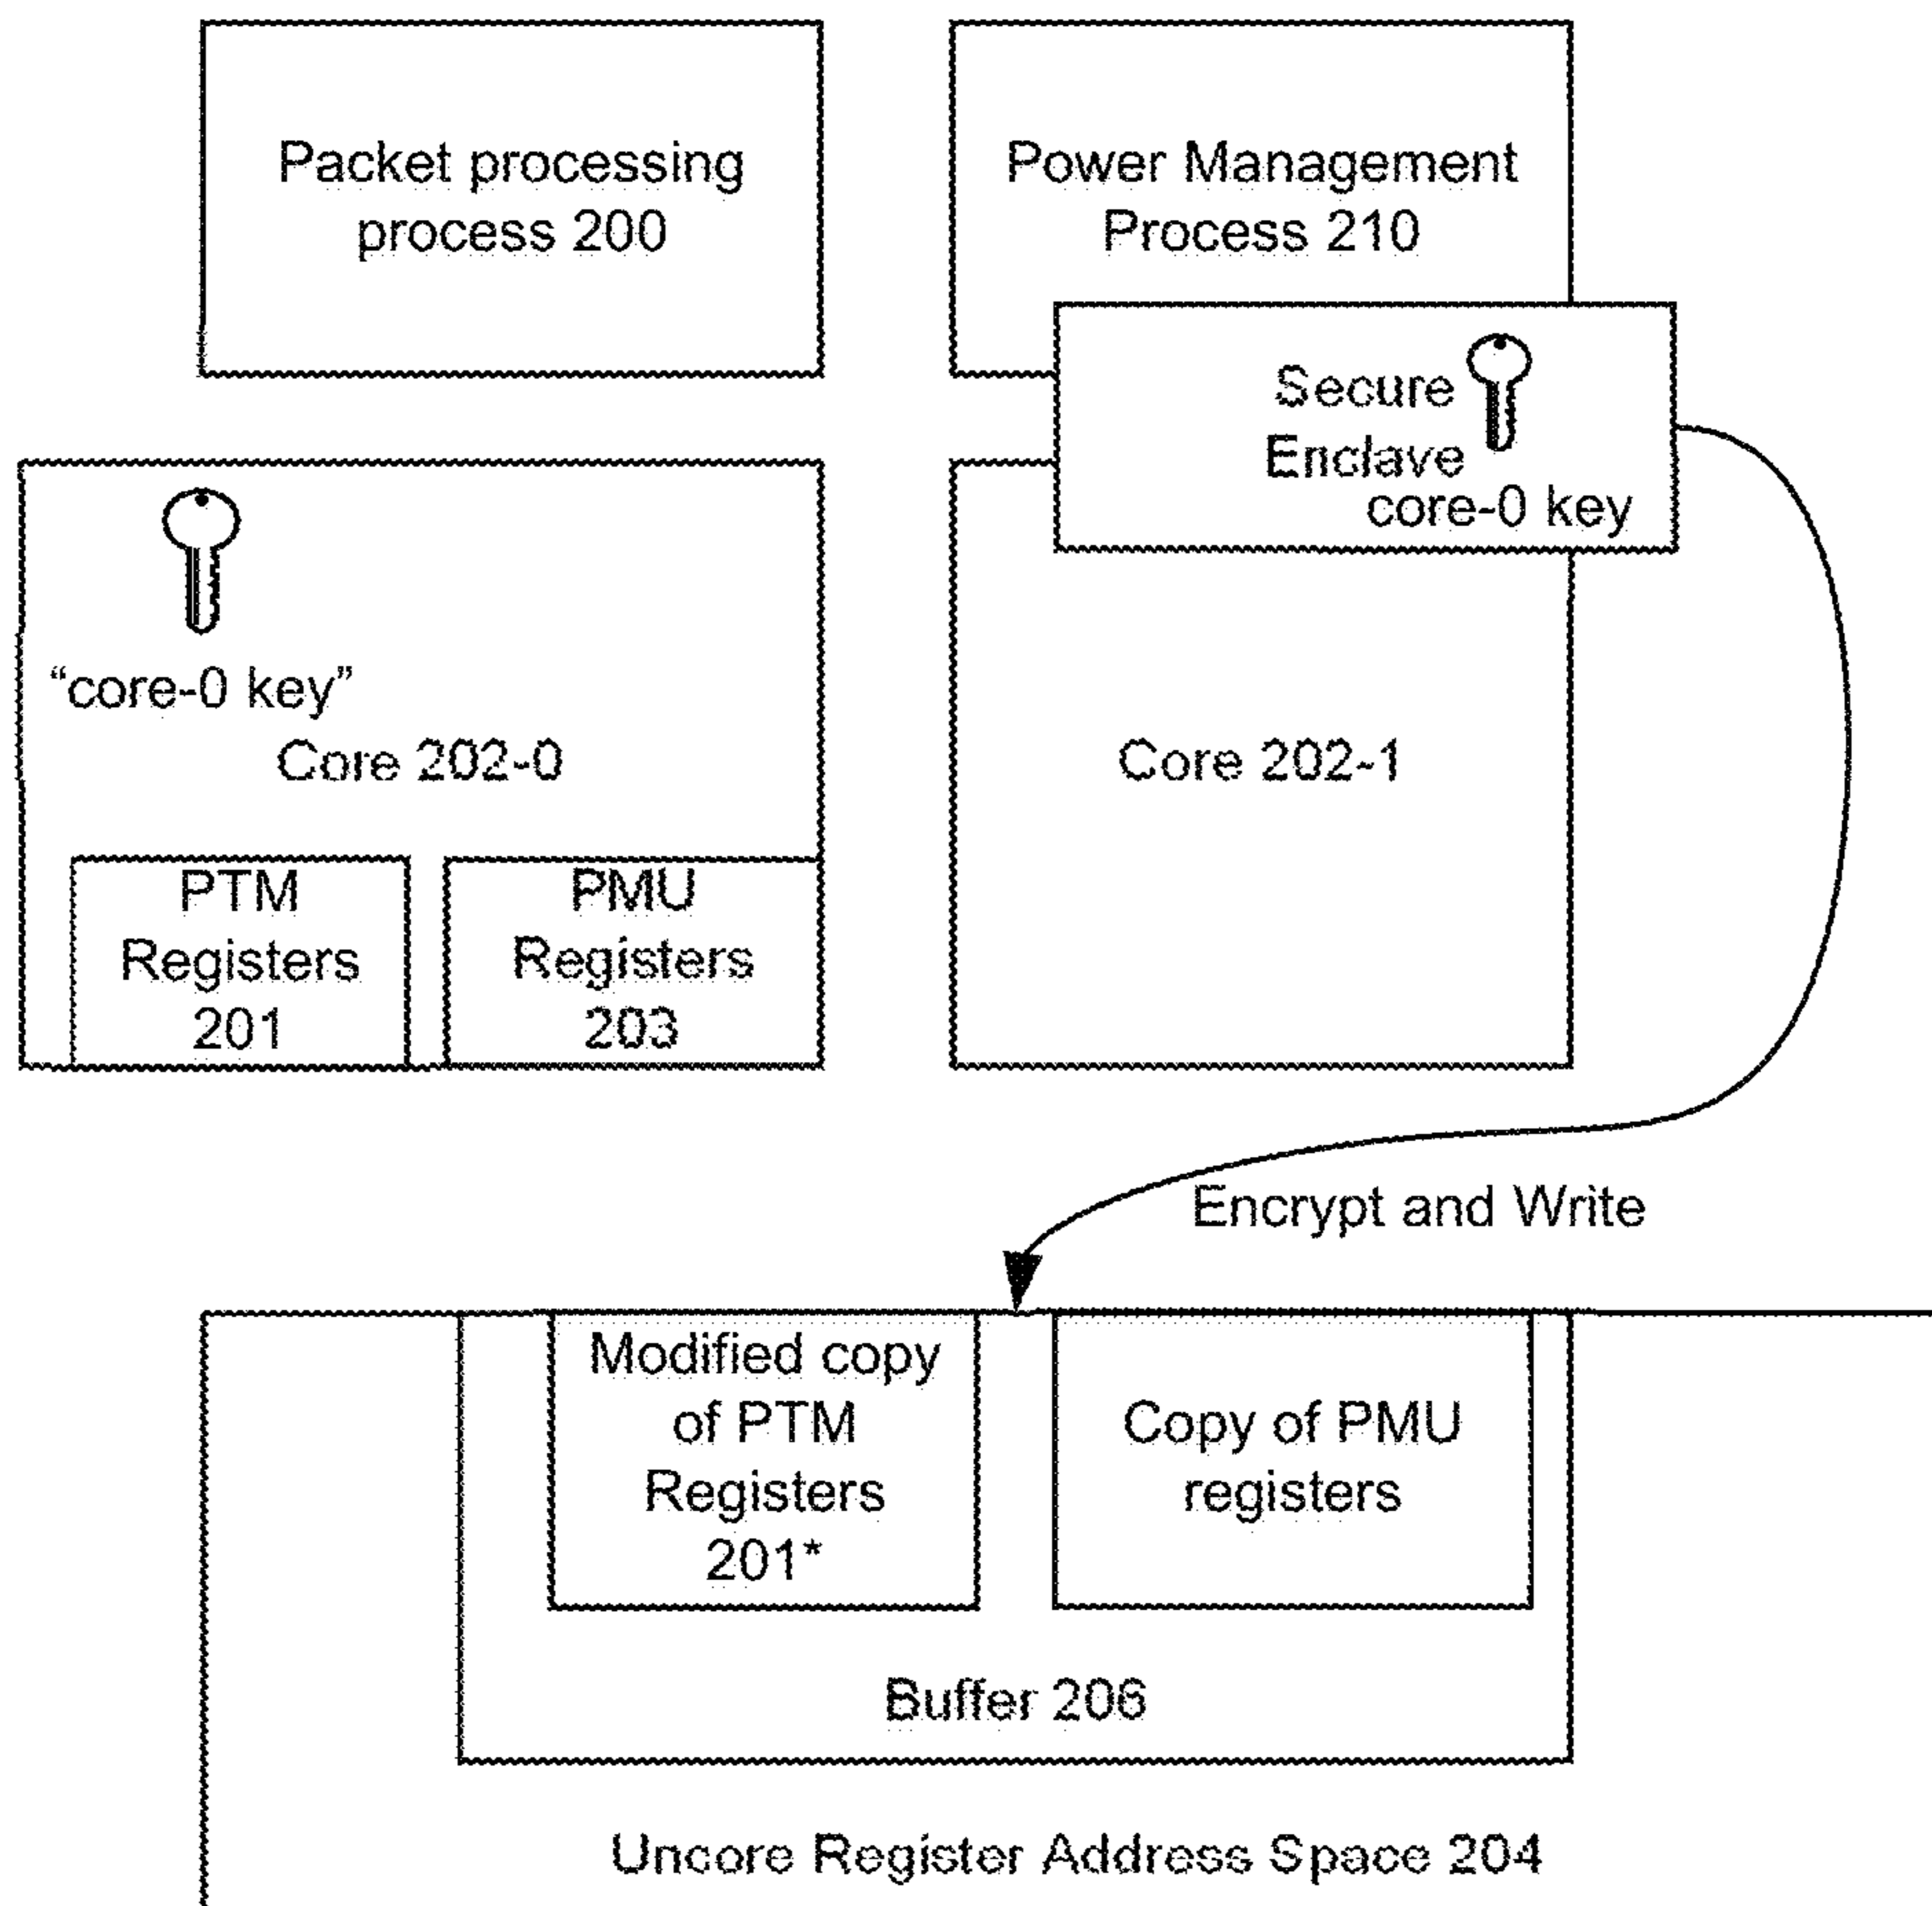 Packet processing
process 200
Power Management
Process 210
Secure
Enclave
core-0 key
“core-0 key”
Core 202-0
PTM
Registers
201
PMU
Registers
203
Core 202-1
Encrypt and Write
Modified copy
of PTM
Registers
201*
Copy of PMU
registers
Buffer 206
Uncore Register Address Space 204